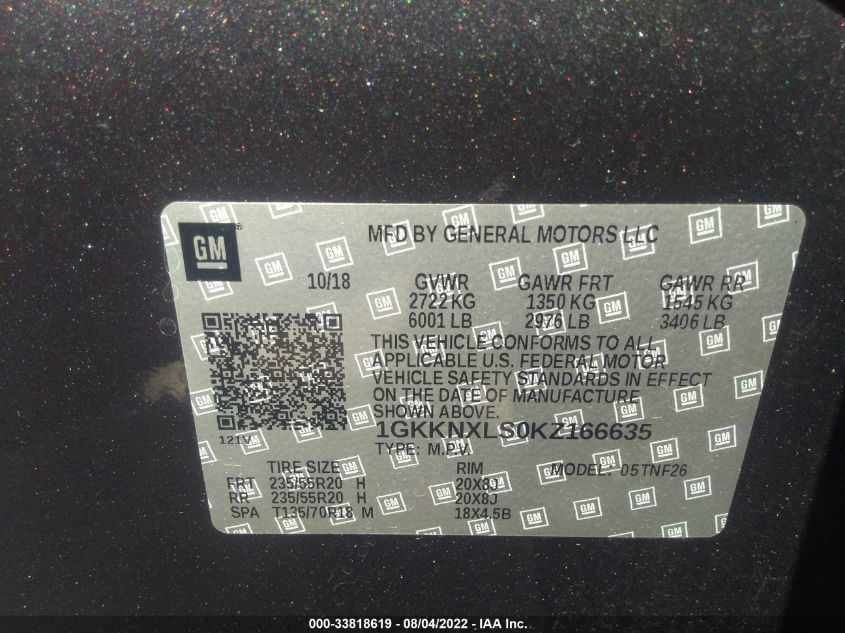 GM
MFD BY GENERAL MOTORS LLC
10/18 GVWR GAWR FRT GAWR RR
2722 KG 1350 KG 1545 KG
6001 LB 2976 LB 3406 LB
THIS VEHICLE CONFORMS TO ALL
APPLICABLE U.S. FEDERAL MOTOR
VEHICLE SAFETY STANDARDS IN EFFECT
ON THE DATE OF MANUFACTURE
SHOWN ABOVE.
121V
1GKKNXLS0KZ166635
TYPE: M.P.V.
TIRE SIZE RIM MODEL: 05TNF26
FRT 235/55R20 H 20X8J
RR 235/55R20 H 20X8J
SPA T135/70R18 M 18X4.5B
000-33818619 - 08/04/2022 - IAA Inc.